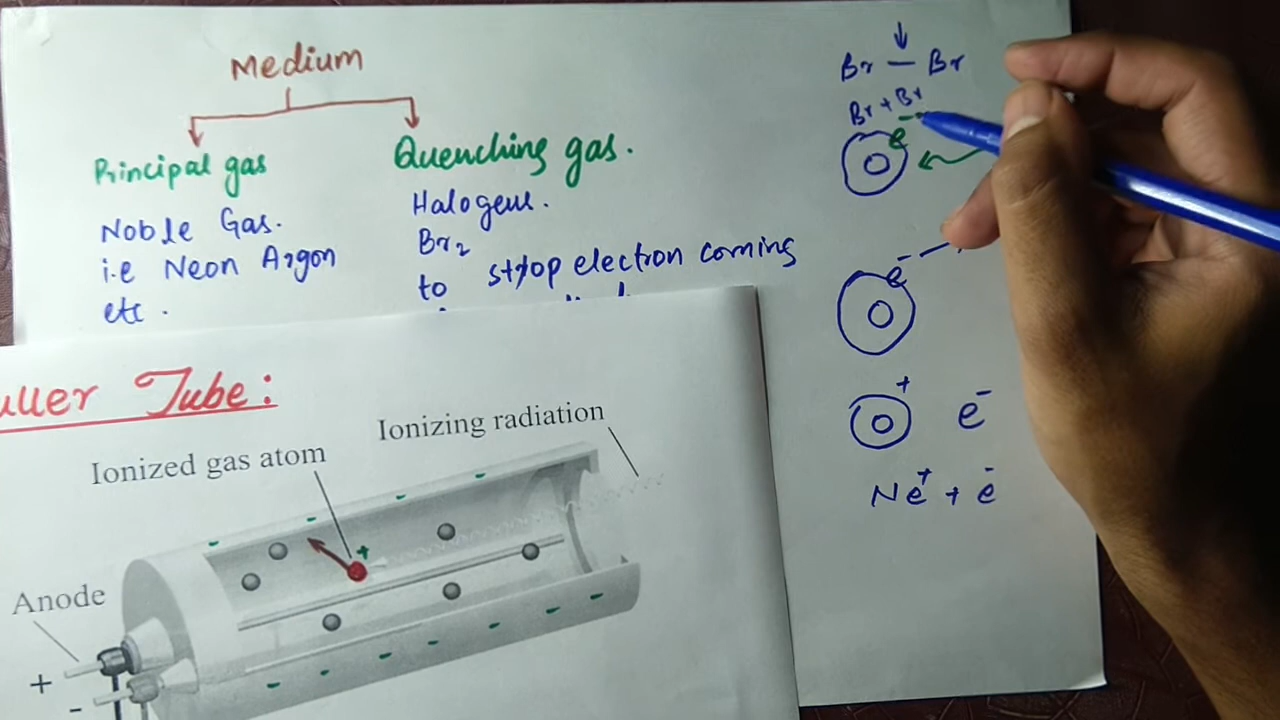 Medium
Principal gas
Noble Gas.
i.e Neon Argon
etc.
Quenching gas.
Halogens.
Br₂
to stop electron coming
Br — Br
Br + Br
e
e⁻
+
e⁻
Ne⁺ + e⁻
Tube:
Ionizing radiation
Ionized gas atom
+
Anode
+
-